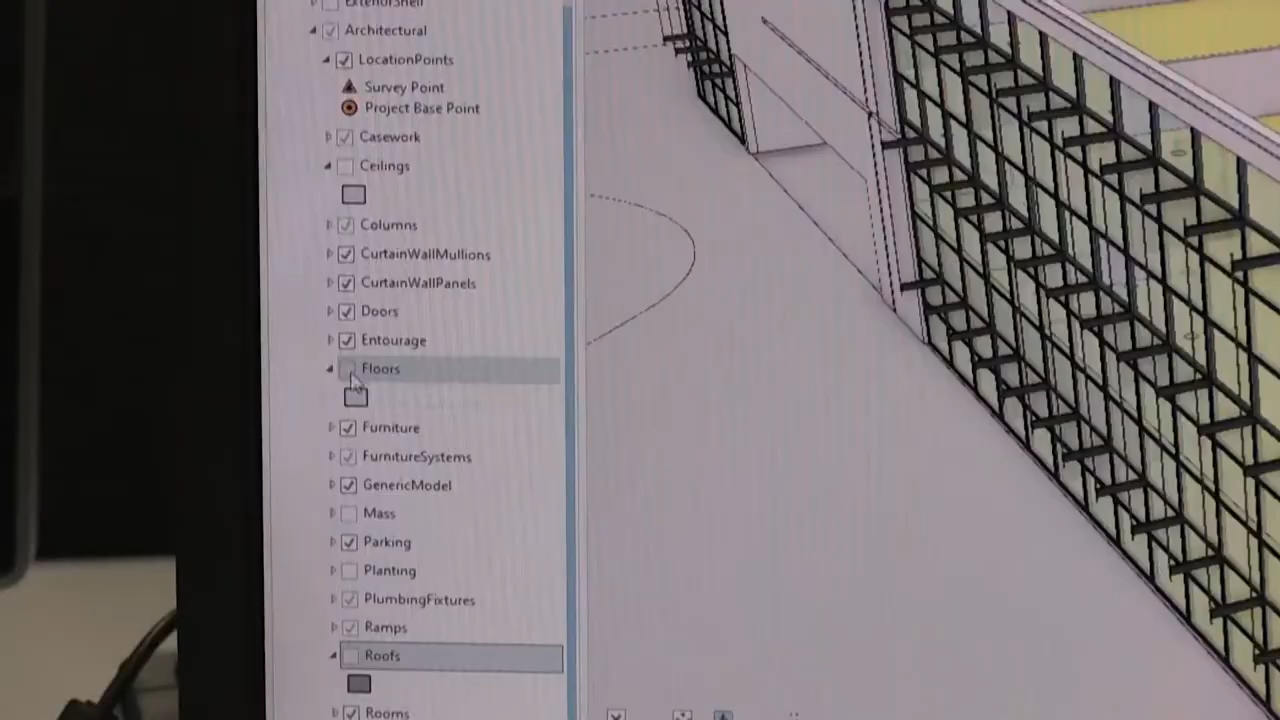 ExteriorShell
Architectural
LocationPoints
Survey Point
Project Base Point
Casework
Ceilings
Columns
CurtainWallMullions
CurtainWallPanels
Doors
Entourage
Floors
Furniture
FurnitureSystems
GenericModel
Mass
Parking
Planting
PlumbingFixtures
Ramps
Roofs
Rooms